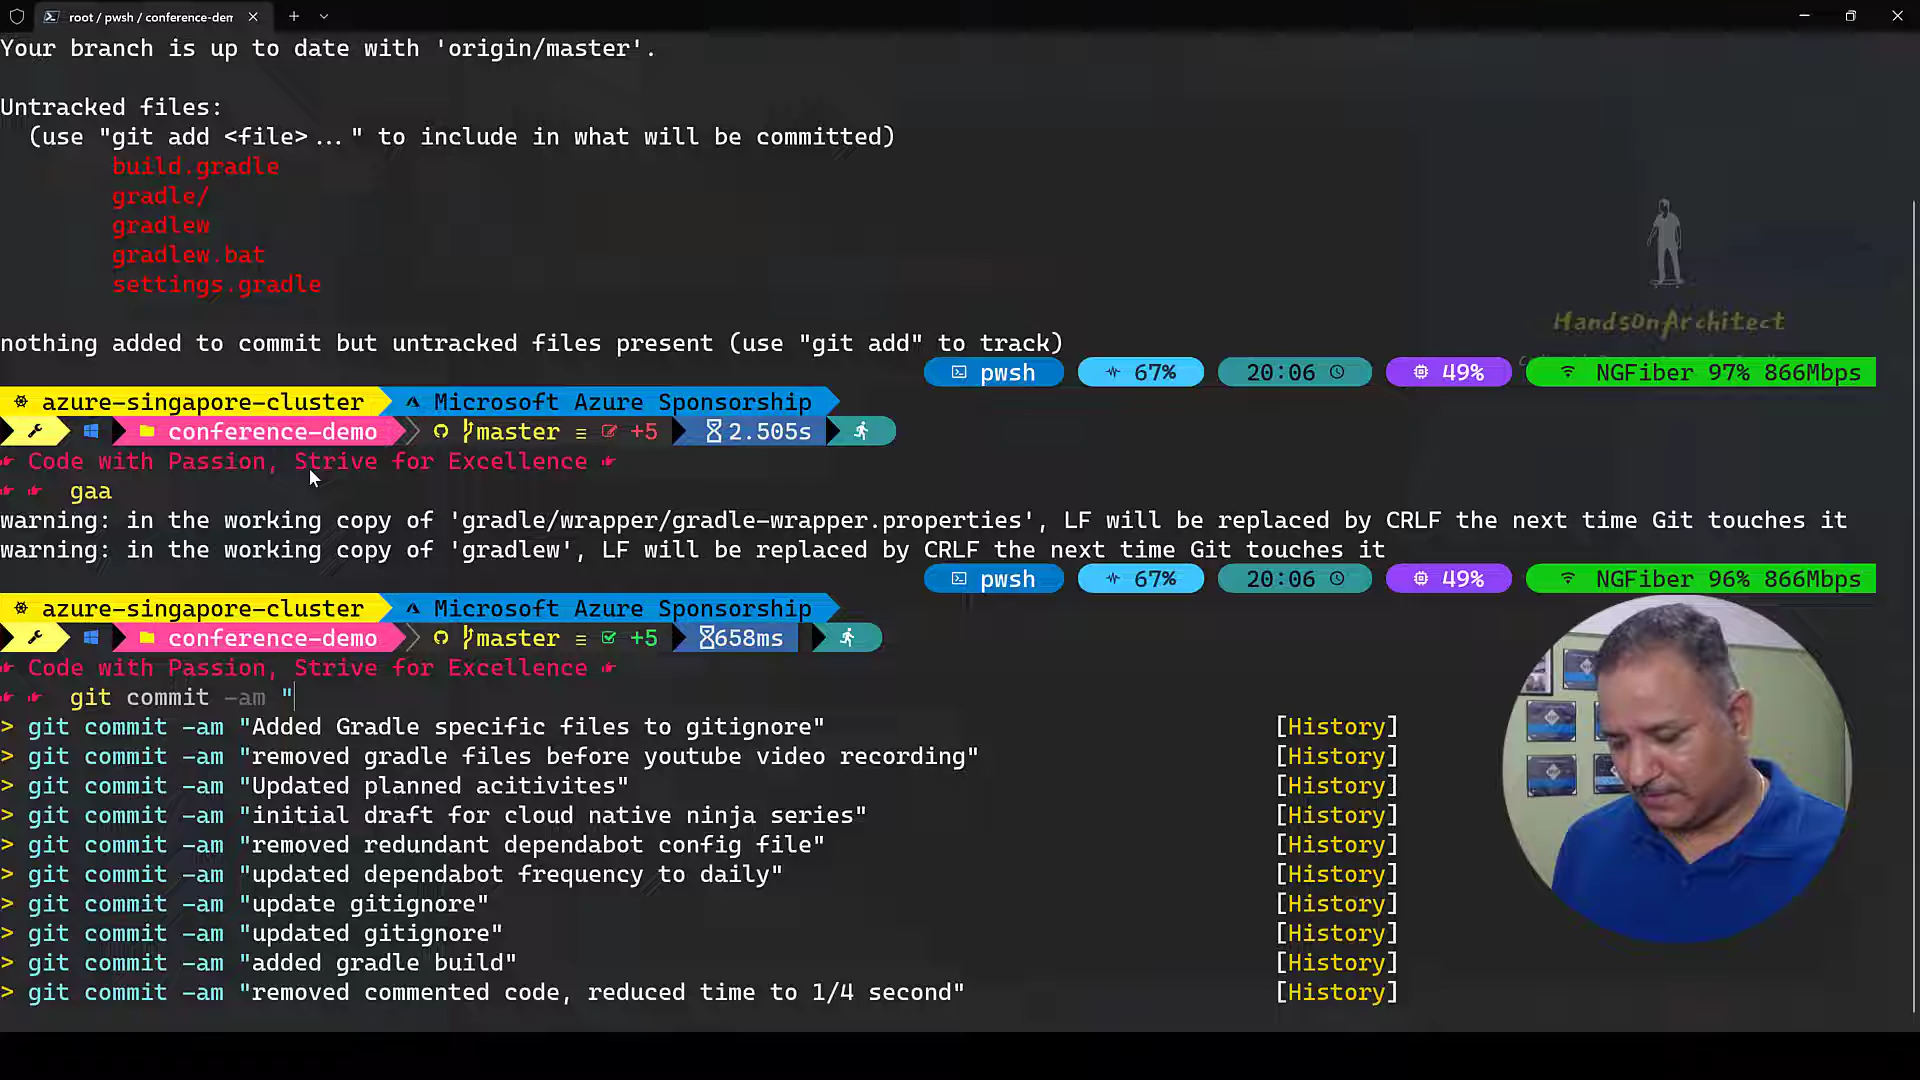 root / pwsh / conference-dem
Your branch is up to date with 'origin/master'.
Untracked files:
(use "git add <file>..." to include in what will be committed)
build.gradle
gradle/
gradlew
gradlew.bat
settings.gradle
HandsOnArchitect
nothing added to commit but untracked files present (use "git add" to track)
pwsh 67% 20:06 49% NGFiber 97% 866Mbps
azure-singapore-cluster Microsoft Azure Sponsorship
conference-demo master ≡ +5 2.505s
Code with Passion, Strive for Excellence
gaa
warning: in the working copy of 'gradle/wrapper/gradle-wrapper.properties', LF will be replaced by CRLF the next time Git touches it
warning: in the working copy of 'gradlew', LF will be replaced by CRLF the next time Git touches it
pwsh 67% 20:06 49% NGFiber 96% 866Mbps
azure-singapore-cluster Microsoft Azure Sponsorship
conference-demo master ≡ +5 658ms
Code with Passion, Strive for Excellence
git commit -am "
> git commit -am "Added Gradle specific files to gitignore" [History]
> git commit -am "removed gradle files before youtube video recording" [History]
> git commit -am "Updated planned acitivites" [History]
> git commit -am "initial draft for cloud native ninja series" [History]
> git commit -am "removed redundant dependabot config file" [History]
> git commit -am "updated dependabot frequency to daily" [History]
> git commit -am "update gitignore" [History]
> git commit -am "updated gitignore" [History]
> git commit -am "added gradle build" [History]
> git commit -am "removed commented code, reduced time to 1/4 second" [History]